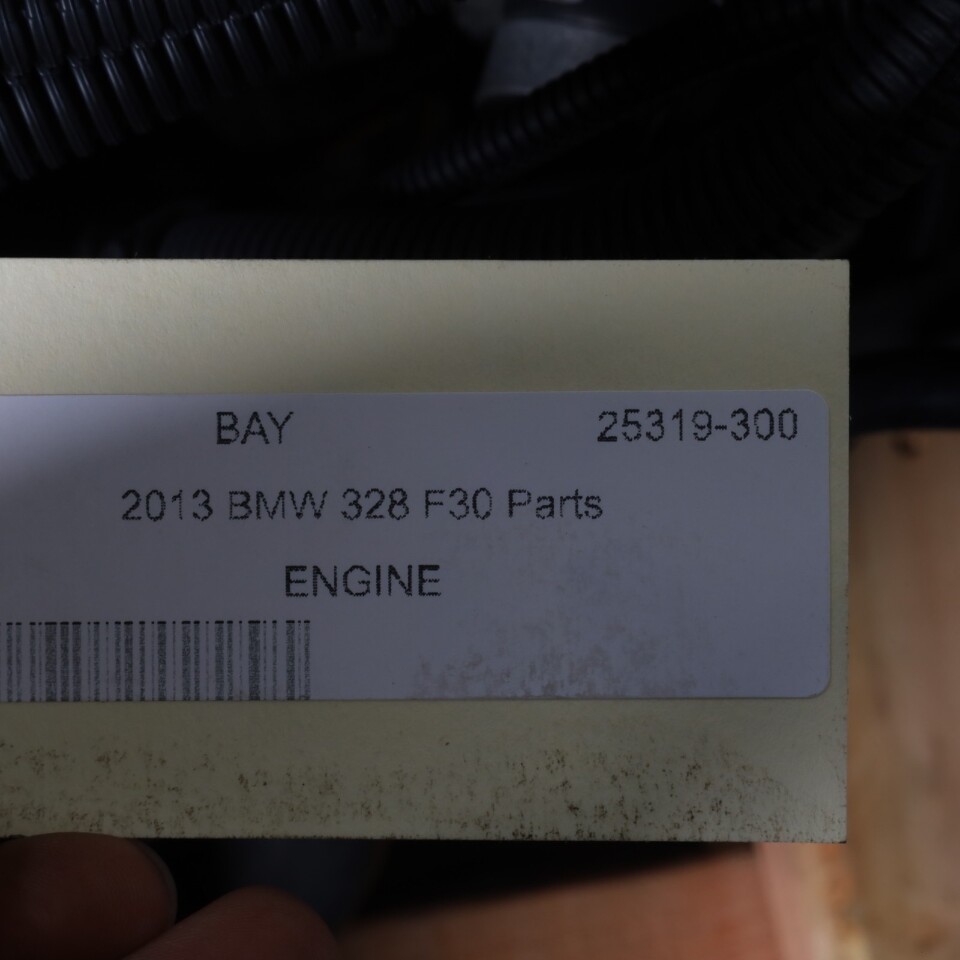 BAY 25319-300
2013 BMW 328 F30 Parts
ENGINE